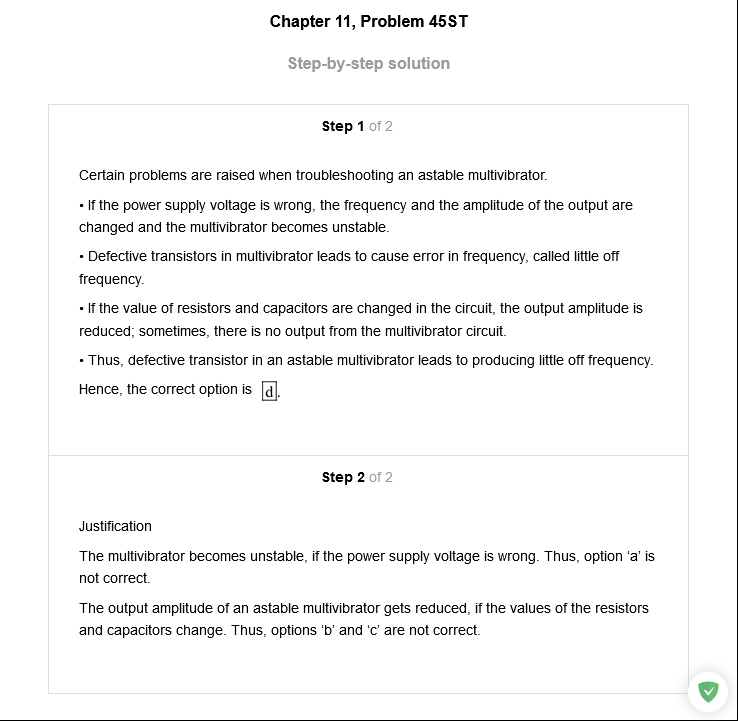 Chapter 11, Problem 45ST
Step-by-step solution
Step 1 of 2
Certain problems are raised when troubleshooting an astable multivibrator.
• If the power supply voltage is wrong, the frequency and the amplitude of the output are
changed and the multivibrator becomes unstable.
• Defective transistors in multivibrator leads to cause error in frequency, called little off
frequency.
• If the value of resistors and capacitors are changed in the circuit, the output amplitude is
reduced; sometimes, there is no output from the multivibrator circuit.
• Thus, defective transistor in an astable multivibrator leads to producing little off frequency.
Hence, the correct option is d.
Step 2 of 2
Justification
The multivibrator becomes unstable, if the power supply voltage is wrong. Thus, option ‘a’ is
not correct.
The output amplitude of an astable multivibrator gets reduced, if the values of the resistors
and capacitors change. Thus, options ‘b’ and ‘c’ are not correct.